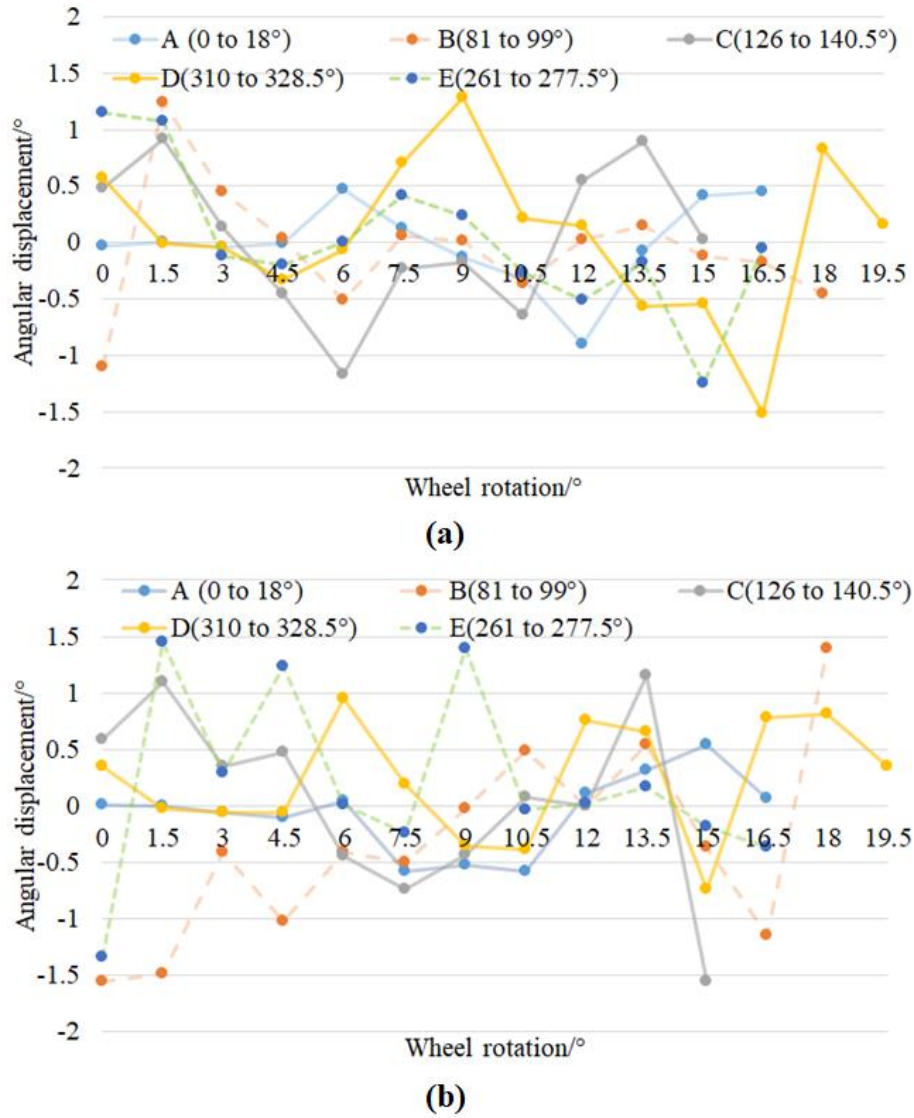 2
A (0 to 18°) B(81 to 99°) C(126 to 140.5°)
D(310 to 328.5°) E(261 to 277.5°)
1.5
1
0.5
0
-0.5
-1
-1.5
-2
Angular displacement/°
0 1.5 3 4.5 6 7.5 9 10.5 12 13.5 15 16.5 18 19.5
Wheel rotation/°
(a)
2
A (0 to 18°) B(81 to 99°) C(126 to 140.5°)
D(310 to 328.5°) E(261 to 277.5°)
1.5
1
0.5
0
-0.5
-1
-1.5
-2
Angular displacement/°
0 1.5 3 4.5 6 7.5 9 10.5 12 13.5 15 16.5 18 19.5
Wheel rotation/°
(b)